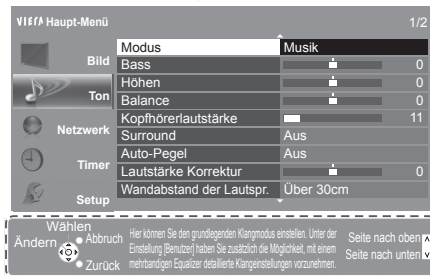 VIERA Haupt-Menü 1/2
Bild
Ton
Netzwerk
Timer
Setup
Modus Musik
Bass 0
Höhen 0
Balance 0
Kopfhörerlautstärke 11
Surround Aus
Auto-Pegel Aus
Lautstärke Korrektur 0
Wandabstand der Lautspr. Über 30cm
Wählen
Ändern
Abbruch
Zurück
Hier können Sie den grundlegenden Klangmodus einstellen. Unter der
Einstellung [Benutzer] haben Sie zusätzlich die Möglichkeit, mit einem
mehrbandigen Equalizer detaillierte Klangeinstellungen vorzunehmen.
Seite nach oben
Seite nach unten